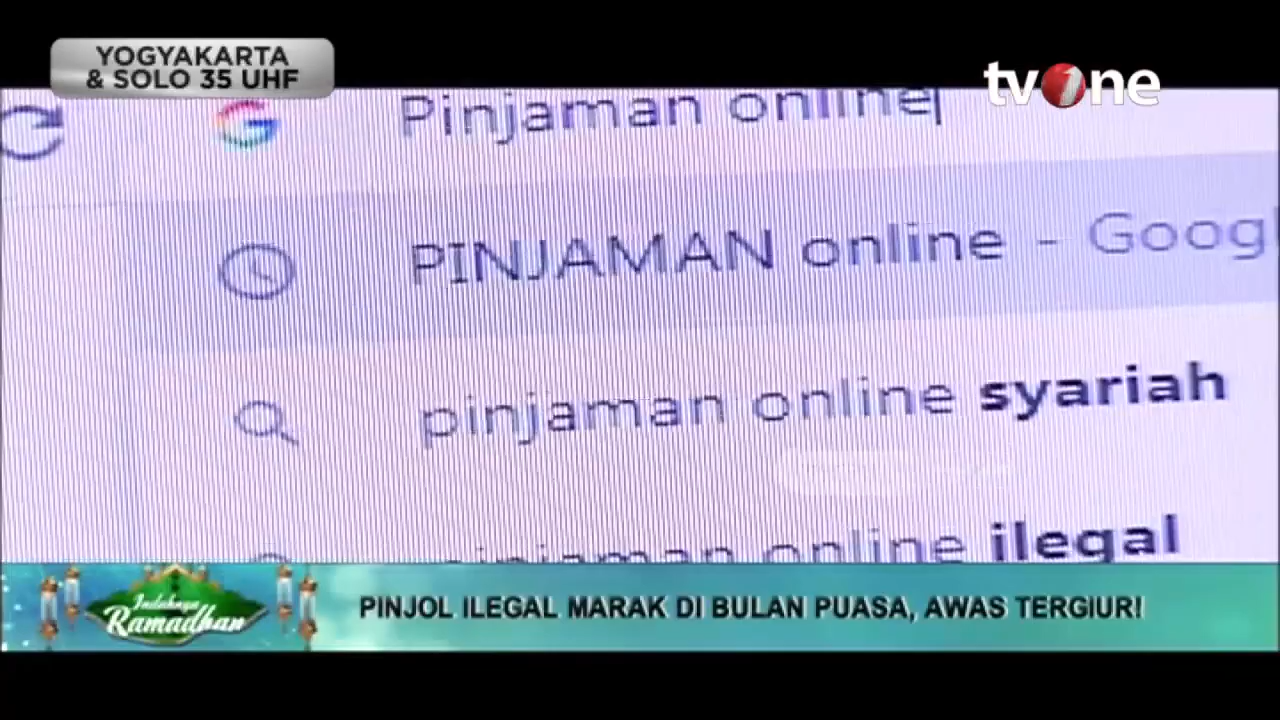 YOGYAKARTA
& SOLO 35 UHF
tvOne
Pinjaman online
PINJAMAN online - Googl
pinjaman online syariah
pinjaman online ilegal
Indahnya
Ramadhan
PINJOL ILEGAL MARAK DI BULAN PUASA, AWAS TERGIUR!